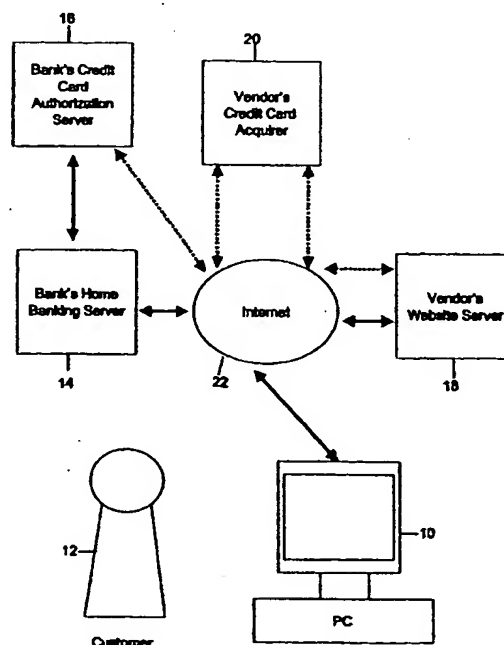 16
20
Bank's Credit
Card
Authorization
Server
Vendor's
Credit Card
Acquirer
Bank's Home
Banking Server
Internet
Vendor's
Website Server
14
22
18
12
10
PC
Customer